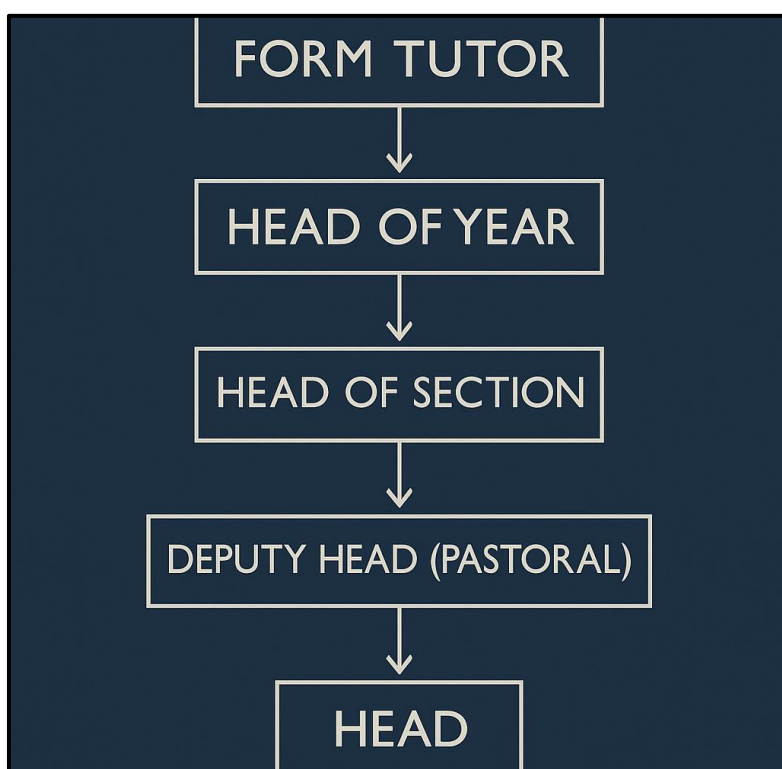 FORM TUTOR
HEAD OF YEAR
HEAD OF SECTION
DEPUTY HEAD (PASTORAL)
HEAD